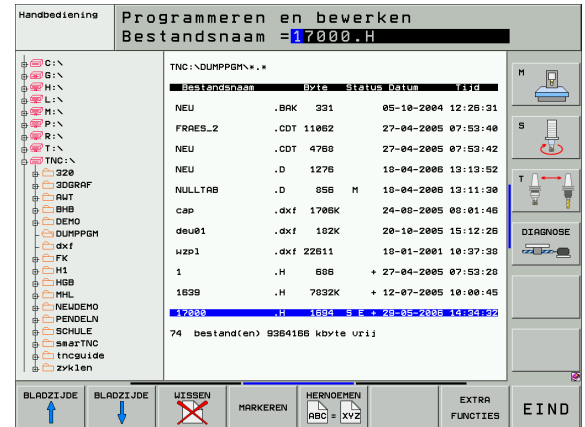 Handbediening
Programmeren en bewerken
Bestandsnaam =17000.H
C:\
G:\
H:\
L:\
M:\
P:\
R:\
T:\
TNC:\
320
3DGRAF
AWT
BHB
DEMO
DUMPPGM
dxf
FK
H1
HGB
MHL
NEWDEMO
PENDELN
SCHULE
smarTNC
tncguide
zyklen
TNC:\DUMPPGM\*.*
Bestandsnaam Byte Status Datum Tijd
NEU .BAK 331 05-10-2004 12:26:31
FRAES_2 .CDT 11062 27-04-2005 07:53:40
NEU .CDT 4768 27-04-2005 07:53:42
NEU .D 1276 18-04-2006 13:13:52
NULLTAB .D 856 M 18-04-2006 13:11:30
cap .dxf 1706K 24-08-2005 08:01:46
deu01 .dxf 182K 20-10-2005 15:12:26
wzpl .dxf 22611 18-01-2001 10:37:38
1 .H 686 + 27-04-2005 07:53:28
1639 .H 7832K + 12-07-2005 10:00:45
17000 .H 1694 S E + 29-05-2006 14:34:32
74 bestand(en) 9364166 kbyte vrij
M
S
T
DIAGNOSE
BLADZIJDE
BLADZIJDE
WISSEN
MARKEREN
HERNOEMEN
ABC = XYZ
EXTRA
FUNCTIES
EIND